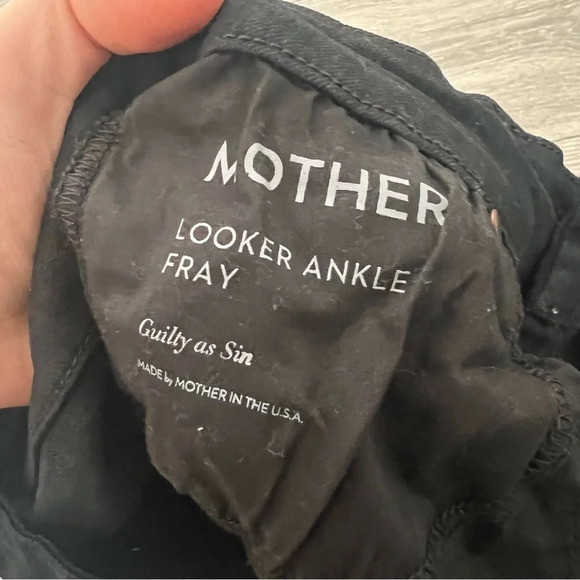 MOTHER
LOOKER ANKLE
FRAY
Guilty as Sin
MADE by MOTHER IN THE U.S.A.